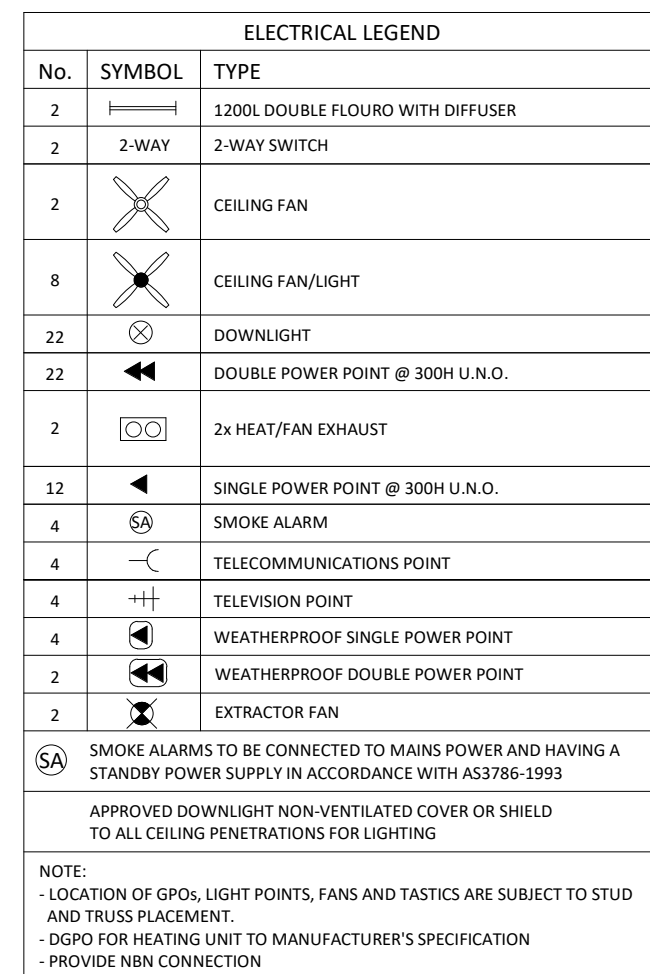 ELECTRICAL LEGEND
No. SYMBOL TYPE
2 1200L DOUBLE FLOURO WITH DIFFUSER
2 2-WAY 2-WAY SWITCH
2 CEILING FAN
8 CEILING FAN/LIGHT
22 DOWNLIGHT
22 DOUBLE POWER POINT @ 300H U.N.O.
2 2x HEAT/FAN EXHAUST
12 SINGLE POWER POINT @ 300H U.N.O.
4 SA SMOKE ALARM
4 TELECOMMUNICATIONS POINT
4 TELEVISION POINT
4 WEATHERPROOF SINGLE POWER POINT
2 WEATHERPROOF DOUBLE POWER POINT
2 EXTRACTOR FAN
SA SMOKE ALARMS TO BE CONNECTED TO MAINS POWER AND HAVING A
STANDBY POWER SUPPLY IN ACCORDANCE WITH AS3786-1993
APPROVED DOWNLIGHT NON-VENTILATED COVER OR SHIELD
TO ALL CEILING PENETRATIONS FOR LIGHTING
NOTE:
- LOCATION OF GPOs, LIGHT POINTS, FANS AND TASTICS ARE SUBJECT TO STUD
AND TRUSS PLACEMENT.
- DGPO FOR HEATING UNIT TO MANUFACTURER'S SPECIFICATION
- PROVIDE NBN CONNECTION